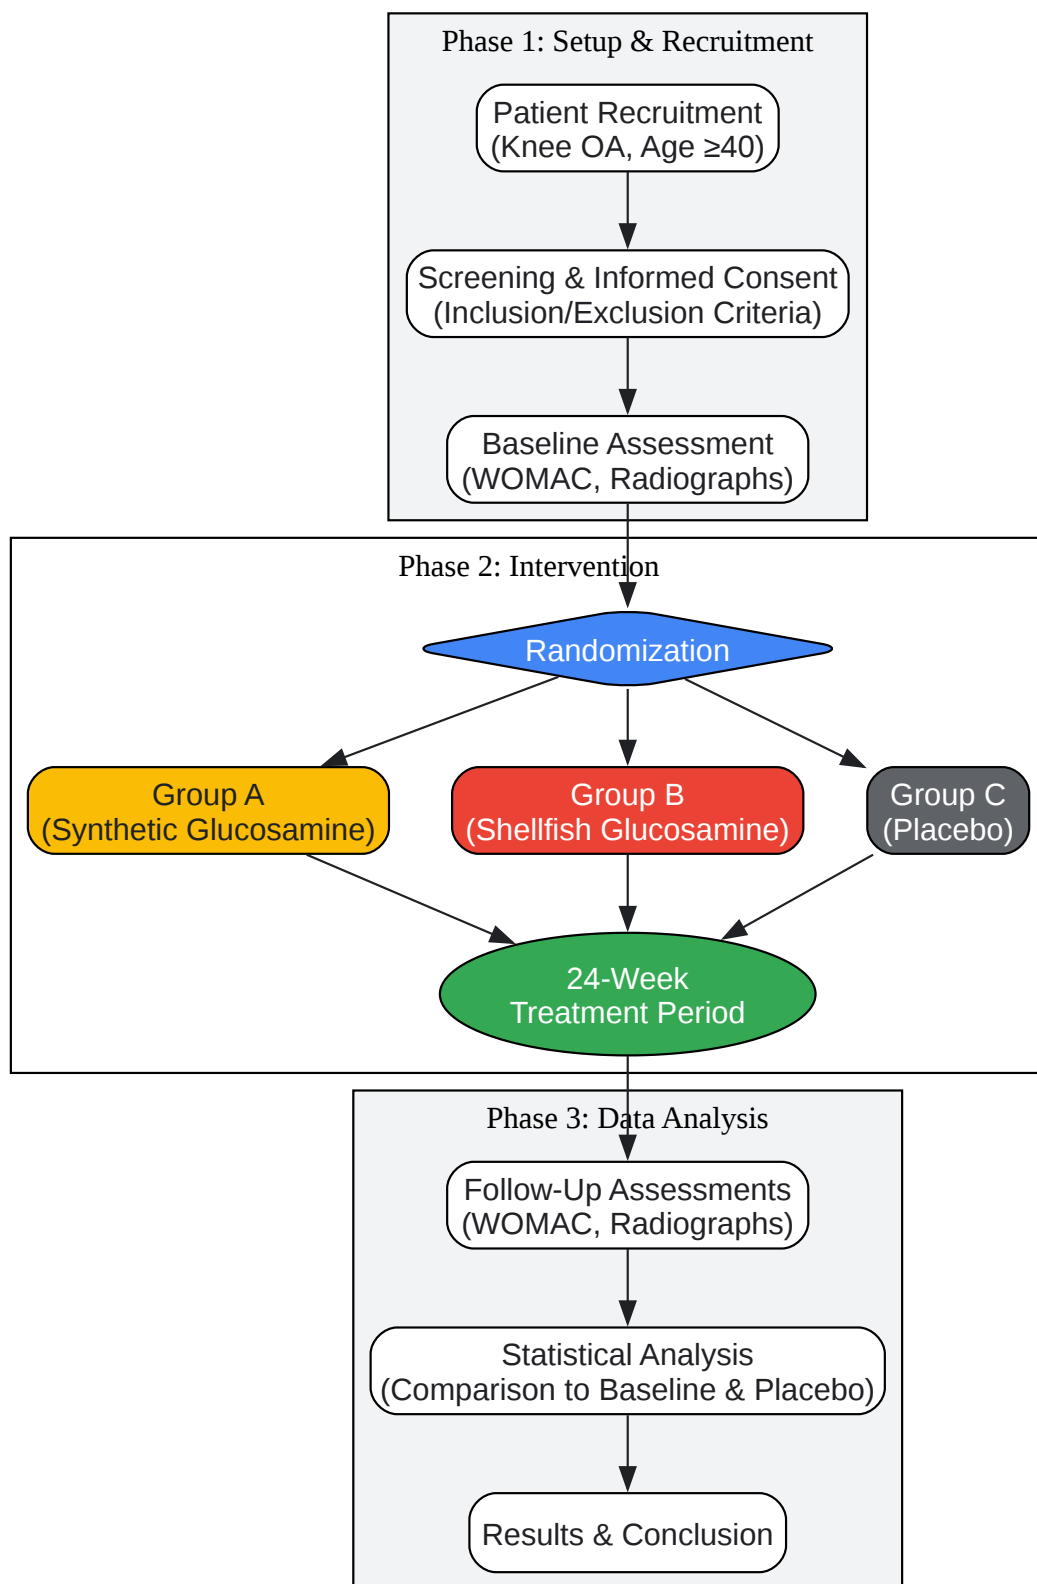 Phase 1: Setup & Recruitment
Patient Recruitment
(Knee OA, Age ≥40)
Screening & Informed Consent
(Inclusion/Exclusion Criteria)
Baseline Assessment
(WOMAC, Radiographs)
Phase 2: Intervention
Randomization
Group A
(Synthetic Glucosamine)
Group B
(Shellfish Glucosamine)
Group C
(Placebo)
24-Week
Treatment Period
Phase 3: Data Analysis
Follow-Up Assessments
(WOMAC, Radiographs)
Statistical Analysis
(Comparison to Baseline & Placebo)
Results & Conclusion